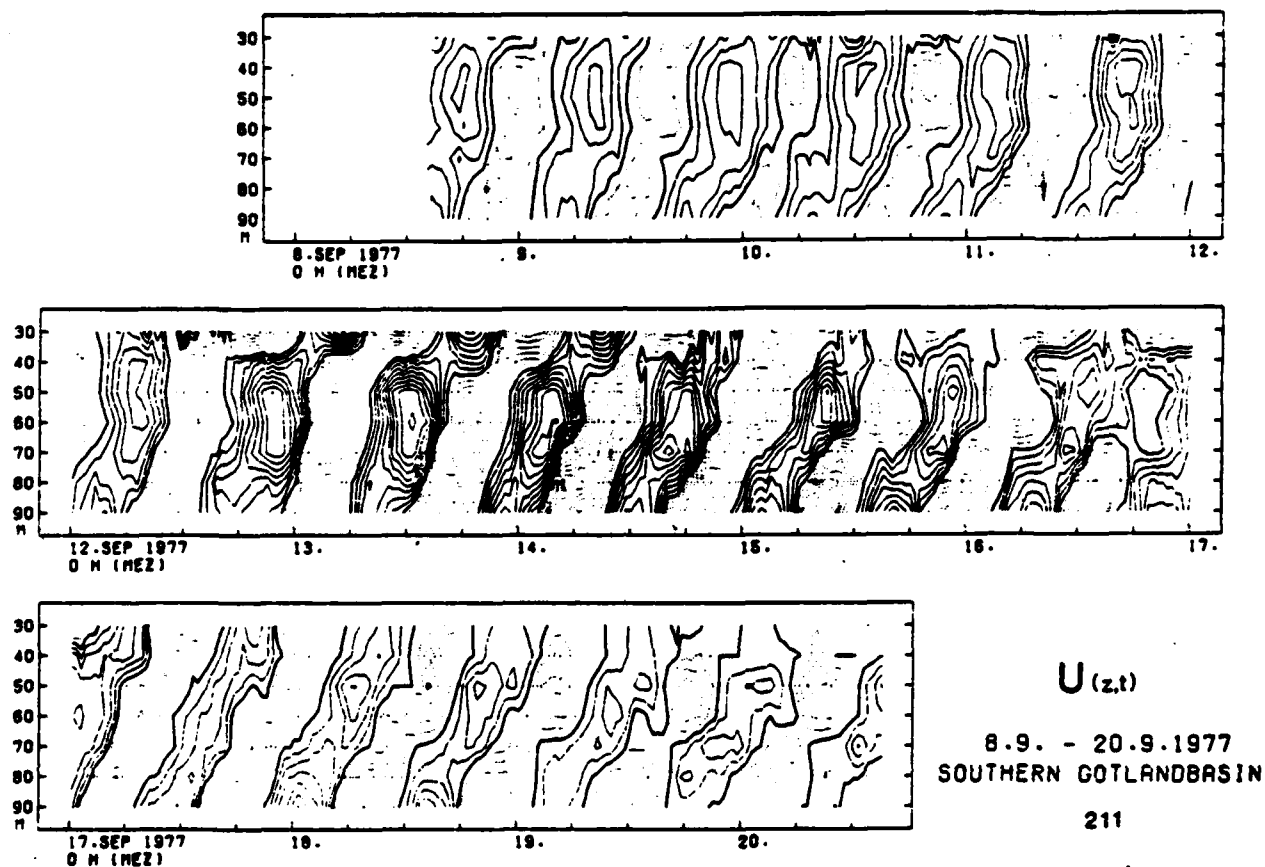 30
40
50
60
70
80
90
M
8.SEP 1977 9. 10. 11. 12.
0 H (MEZ)
30
40
50
60
70
80
90
M
12.SEP 1977 13. 14. 15. 16. 17.
0 H (MEZ)
30
40
50
60
70
80
90
M
17.SEP 1977 18. 19. 20.
0 H (MEZ)
U (z,t)
8.9. - 20.9.1977
SOUTHERN GOTLANDBASIN
211